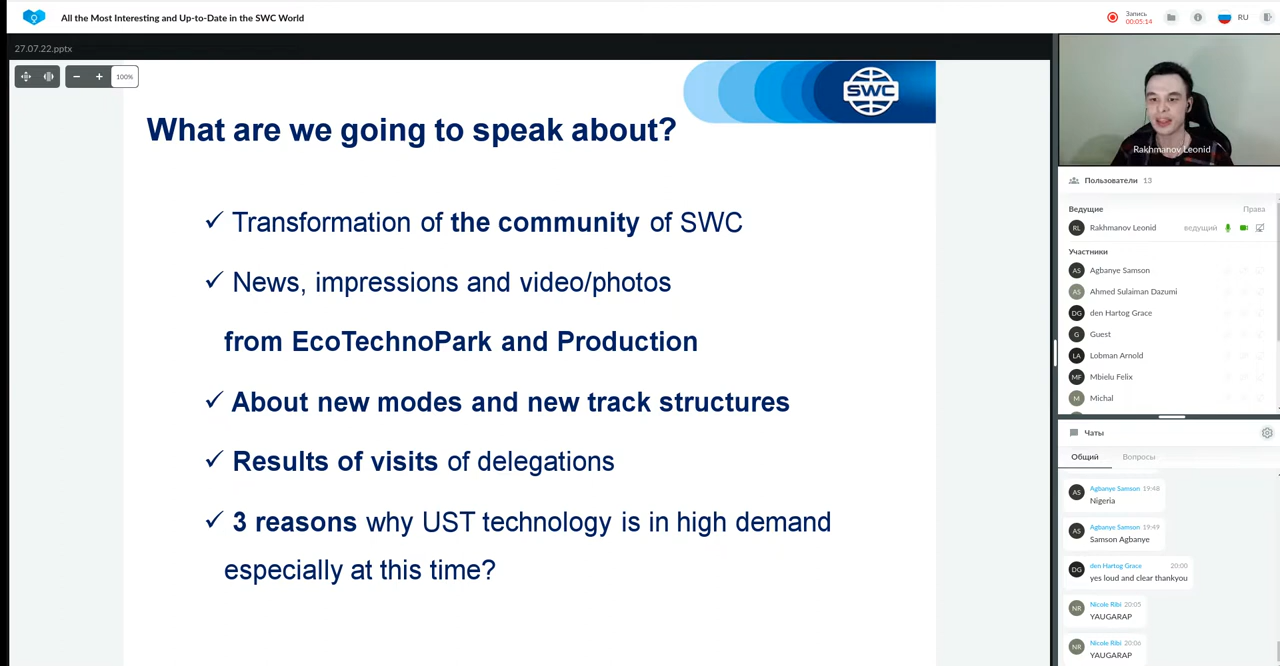 All the Most Interesting and Up-to-Date in the SWC World
Запись
00:05:14
RU
27.07.22.pptx
100%
SWC
What are we going to speak about?
✓ Transformation of the community of SWC
✓ News, impressions and video/photos
from EcoTechnoPark and Production
✓ About new modes and new track structures
✓ Results of visits of delegations
✓ 3 reasons why UST technology is in high demand
especially at this time?
Rakhmanov Leonid
Пользователи 13
Ведущие Права
RL Rakhmanov Leonid ведущий
Участники
AS Agbanye Samson
AS Ahmed Sulaiman Dazumi
DG den Hartog Grace
G Guest
LA Lobman Arnold
MF Mbielu Felix
M Michal
Чаты
Общий Вопросы
AS Agbanye Samson 19:48
Nigeria
AS Agbanye Samson 19:49
Samson Agbanye
DG den Hartog Grace 20:00
yes loud and clear thankyou
NR Nicole Ribi 20:05
YAUGARAP
NR Nicole Ribi 20:06
YAUGARAP